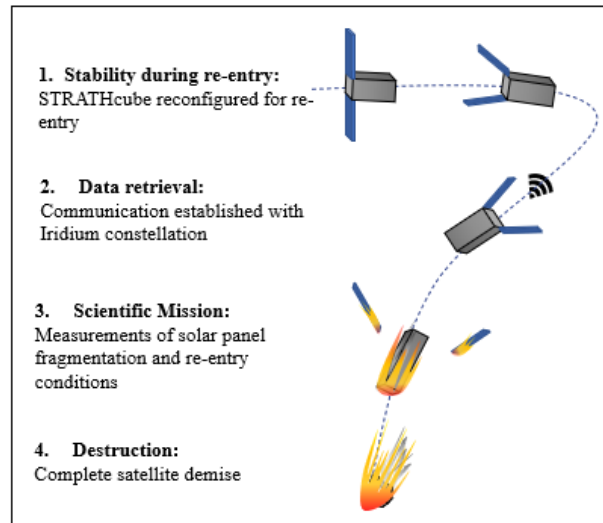 1. Stability during re-entry:
STRATHcube reconfigured for re-
entry
2. Data retrieval:
Communication established with
Iridium constellation
3. Scientific Mission:
Measurements of solar panel
fragmentation and re-entry
conditions
4. Destruction:
Complete satellite demise